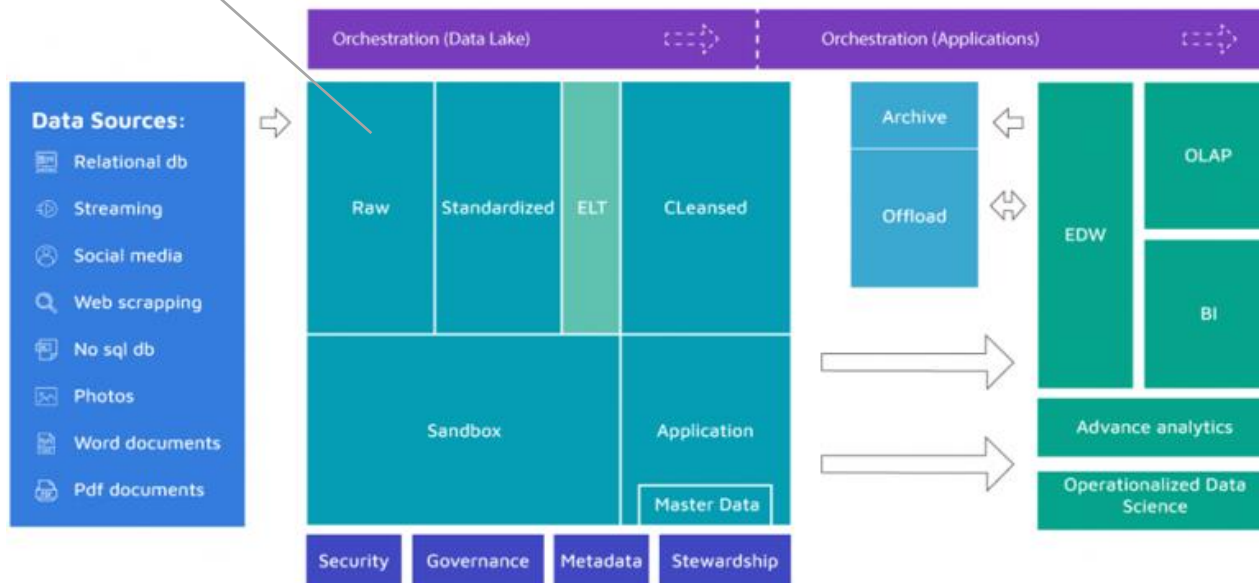 Orchestration (Data Lake)
Orchestration (Applications)
Data Sources:
Relational db
Streaming
Social media
Web scrapping
No sql db
Photos
Word documents
Pdf documents
Raw
Standardized
ELT
CLeansed
Sandbox
Application
Master Data
Security
Governance
Metadata
Stewardship
Archive
Offload
EDW
OLAP
BI
Advance analytics
Operationalized Data
Science